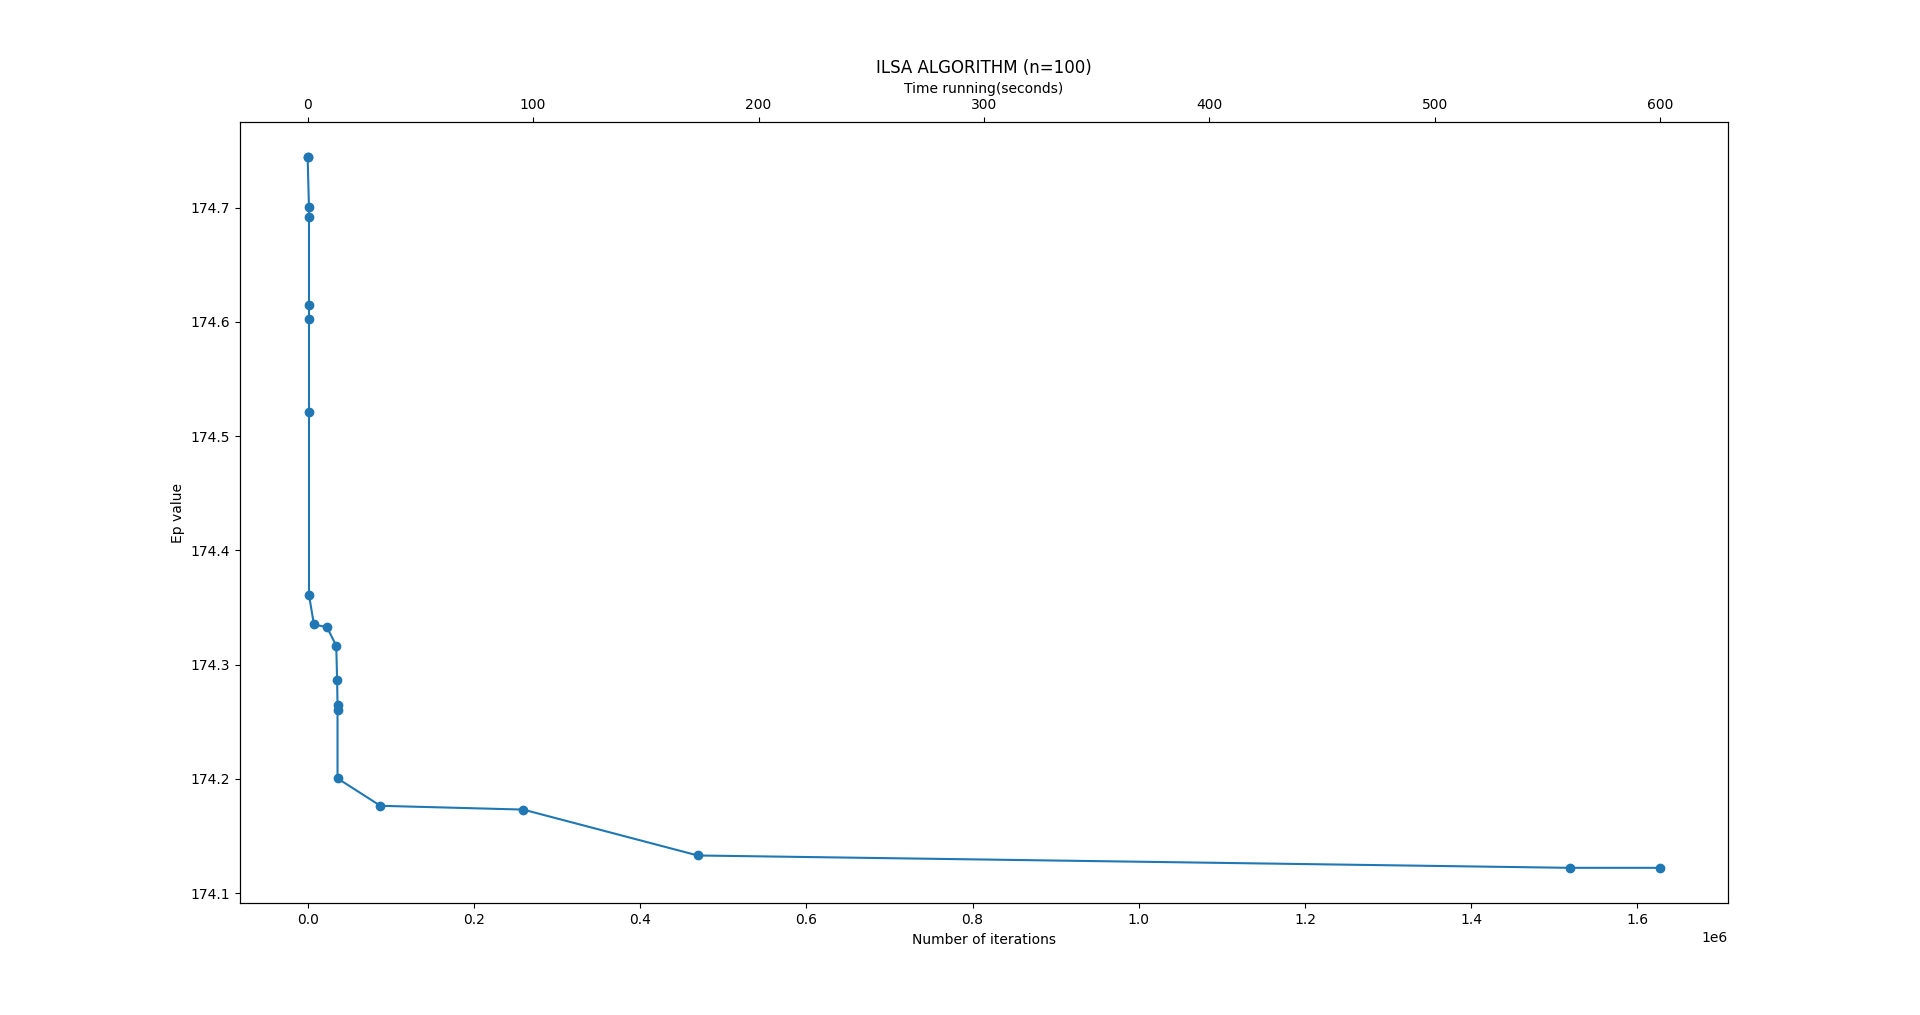 ILSA ALGORITHM (n=100)
Time running(seconds)
0 100 200 300 400 500 600
174.7
174.6
174.5
174.4
174.3
174.2
174.1
Ep value
0.0 0.2 0.4 0.6 0.8 1.0 1.2 1.4 1.6
Number of iterations
1e6